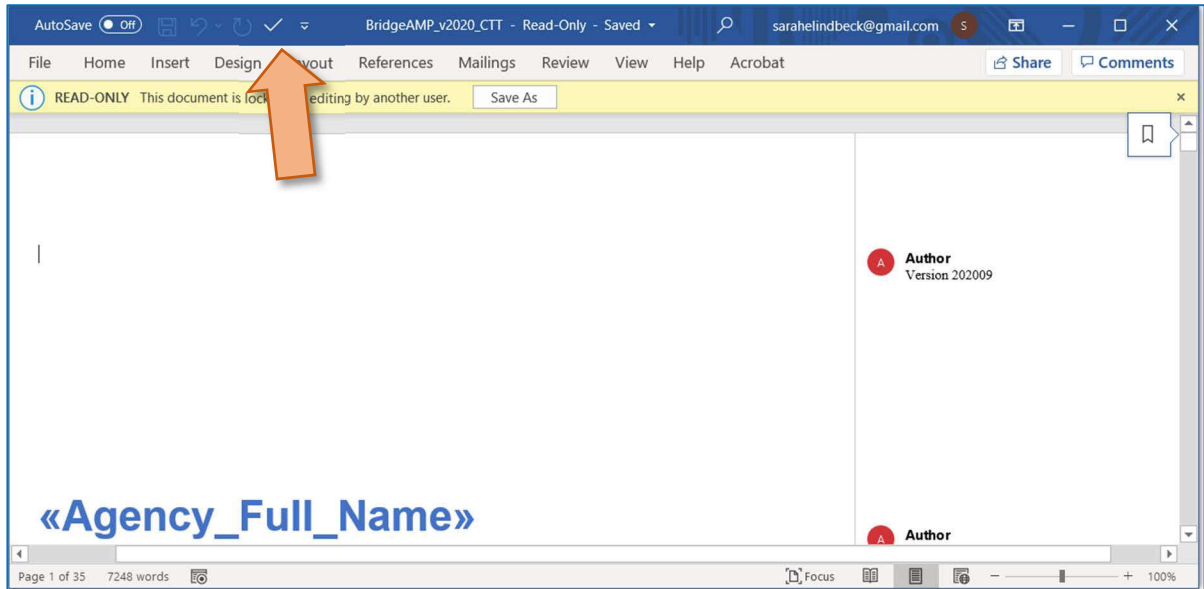 AutoSave Off BridgeAMP_v2020_CTT - Read-Only - Saved sarahelindbeck@gmail.com S
File Home Insert Design yout References Mailings Review View Help Acrobat Share Comments
READ-ONLY This document is lock editing by another user. Save As
A Author
Version 202009
«Agency_Full_Name»
A Author
Page 1 of 35 7248 words Focus 100%